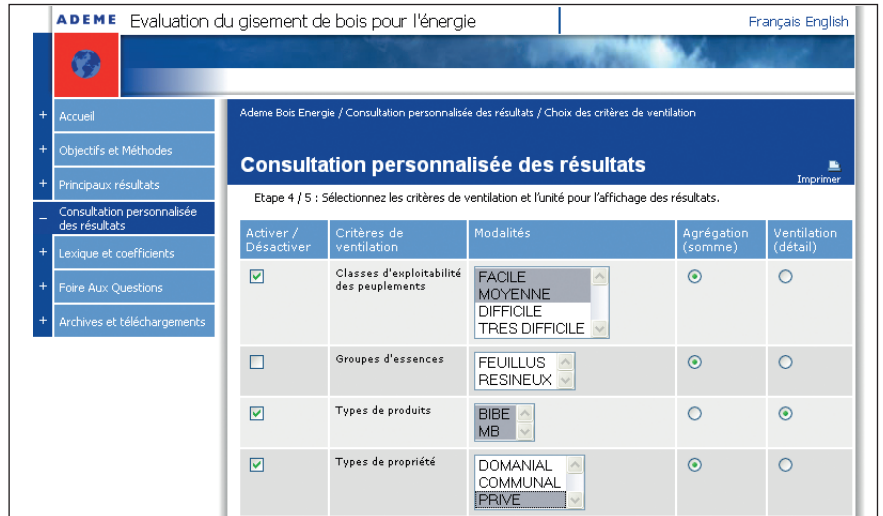 ADEME Evaluation du gisement de bois pour l'énergie
Français English
+ Accueil
+ Objectifs et Méthodes
+ Principaux résultats
– Consultation personnalisée
des résultats
+ Lexique et coefficients
+ Foire Aux Questions
+ Archives et téléchargements
Ademe Bois Energie / Consultation personnalisée des résultats / Choix des critères de ventilation
Consultation personnalisée des résultats
Imprimer
Etape 4 / 5 : Sélectionnez les critères de ventilation et l'unité pour l'affichage des résultats.
Activer / Désactiver
Critères de ventilation
Modalités
Agrégation (somme)
Ventilation (détail)
Classes d'exploitabilité
des peuplements
FACILE
MOYENNE
DIFFICILE
TRES DIFFICILE
Groupes d'essences
FEUILLUS
RESINEUX
Types de produits
BIBE
MB
Types de propriété
DOMANIAL
COMMUNAL
PRIVE